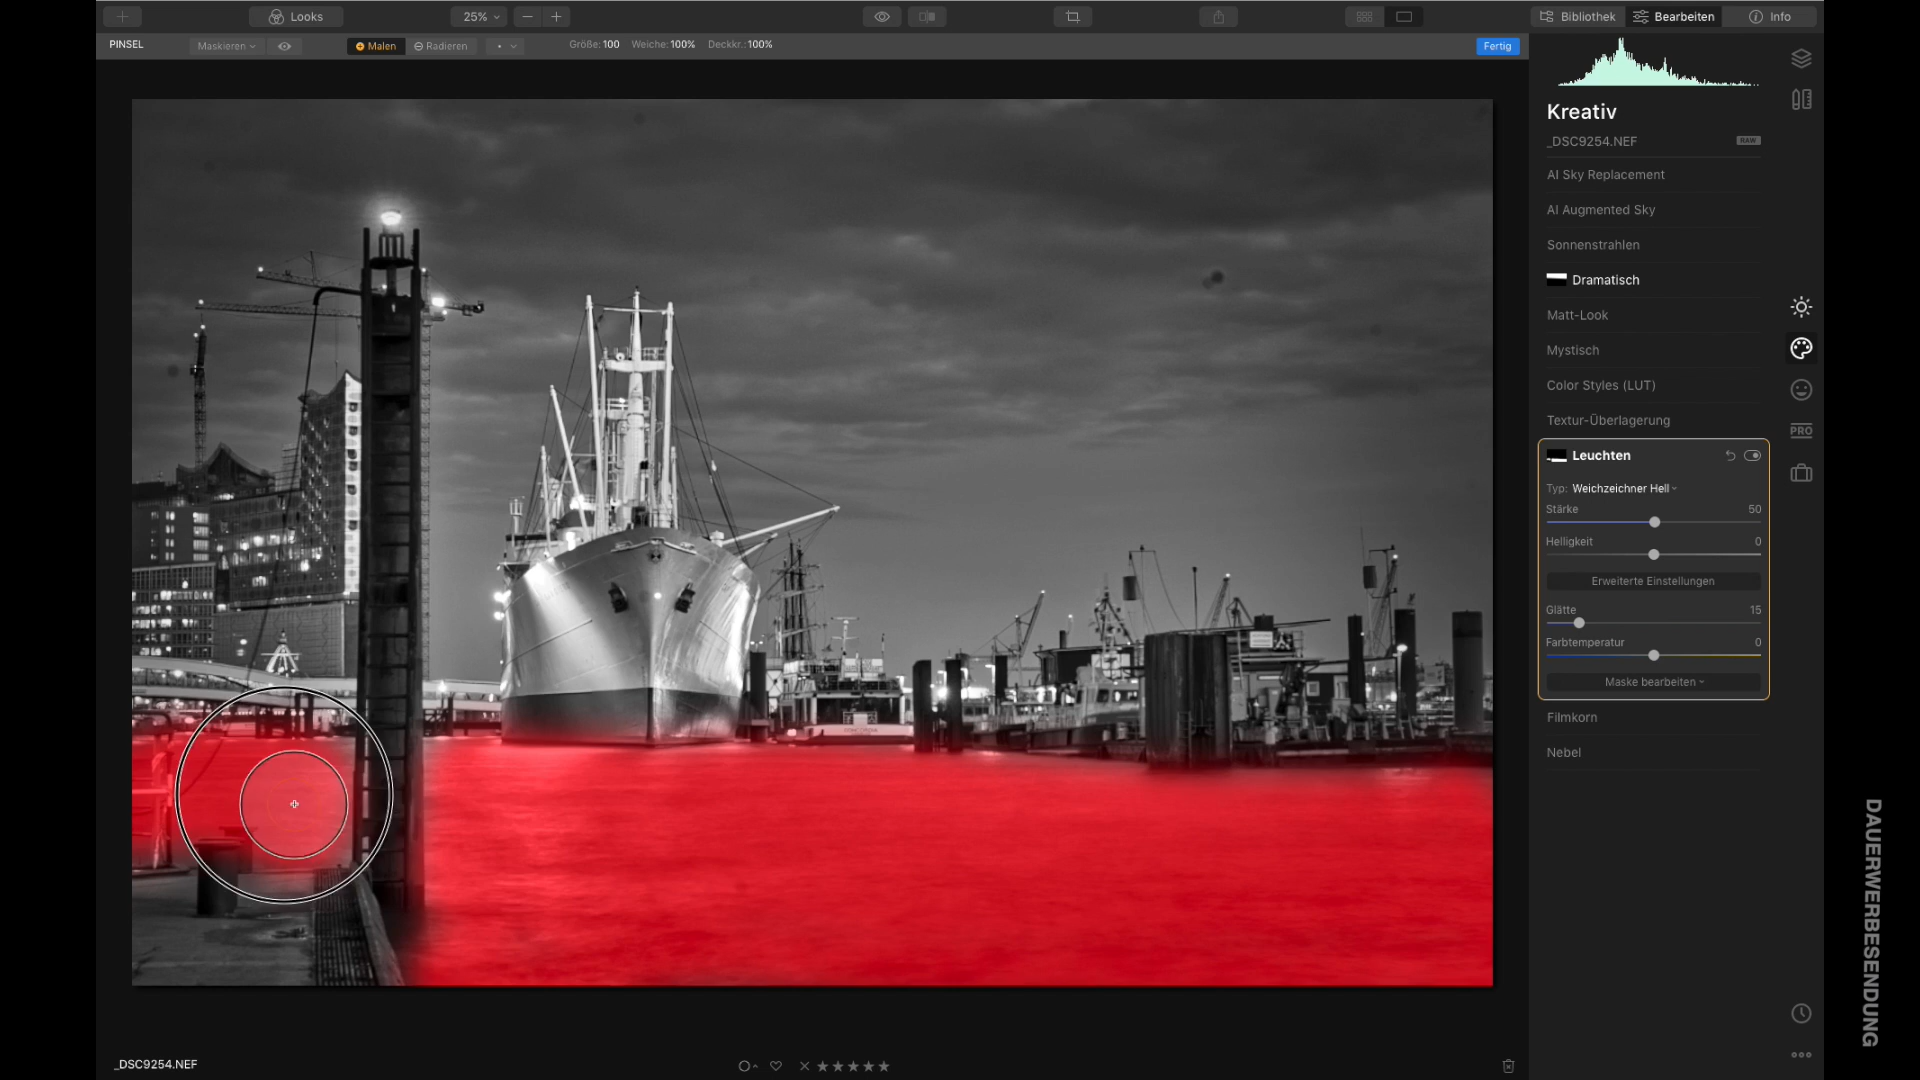 Looks
25%
Bibliothek
Bearbeiten
Info
PINSEL
Maskieren
Malen
Radieren
Größe: 100
Weiche: 100%
Deckkr.: 100%
Fertig
Kreativ
_DSC9254.NEF
RAW
AI Sky Replacement
AI Augmented Sky
Sonnenstrahlen
Dramatisch
Matt-Look
Mystisch
Color Styles (LUT)
Textur-Überlagerung
PRO
Leuchten
Typ: Weichzeichner Hell
Stärke 50
Helligkeit 0
Erweiterte Einstellungen
Glätte 15
Farbtemperatur 0
Maske bearbeiten
Filmkorn
Nebel
DAUERWERBESENDUNG
_DSC9254.NEF